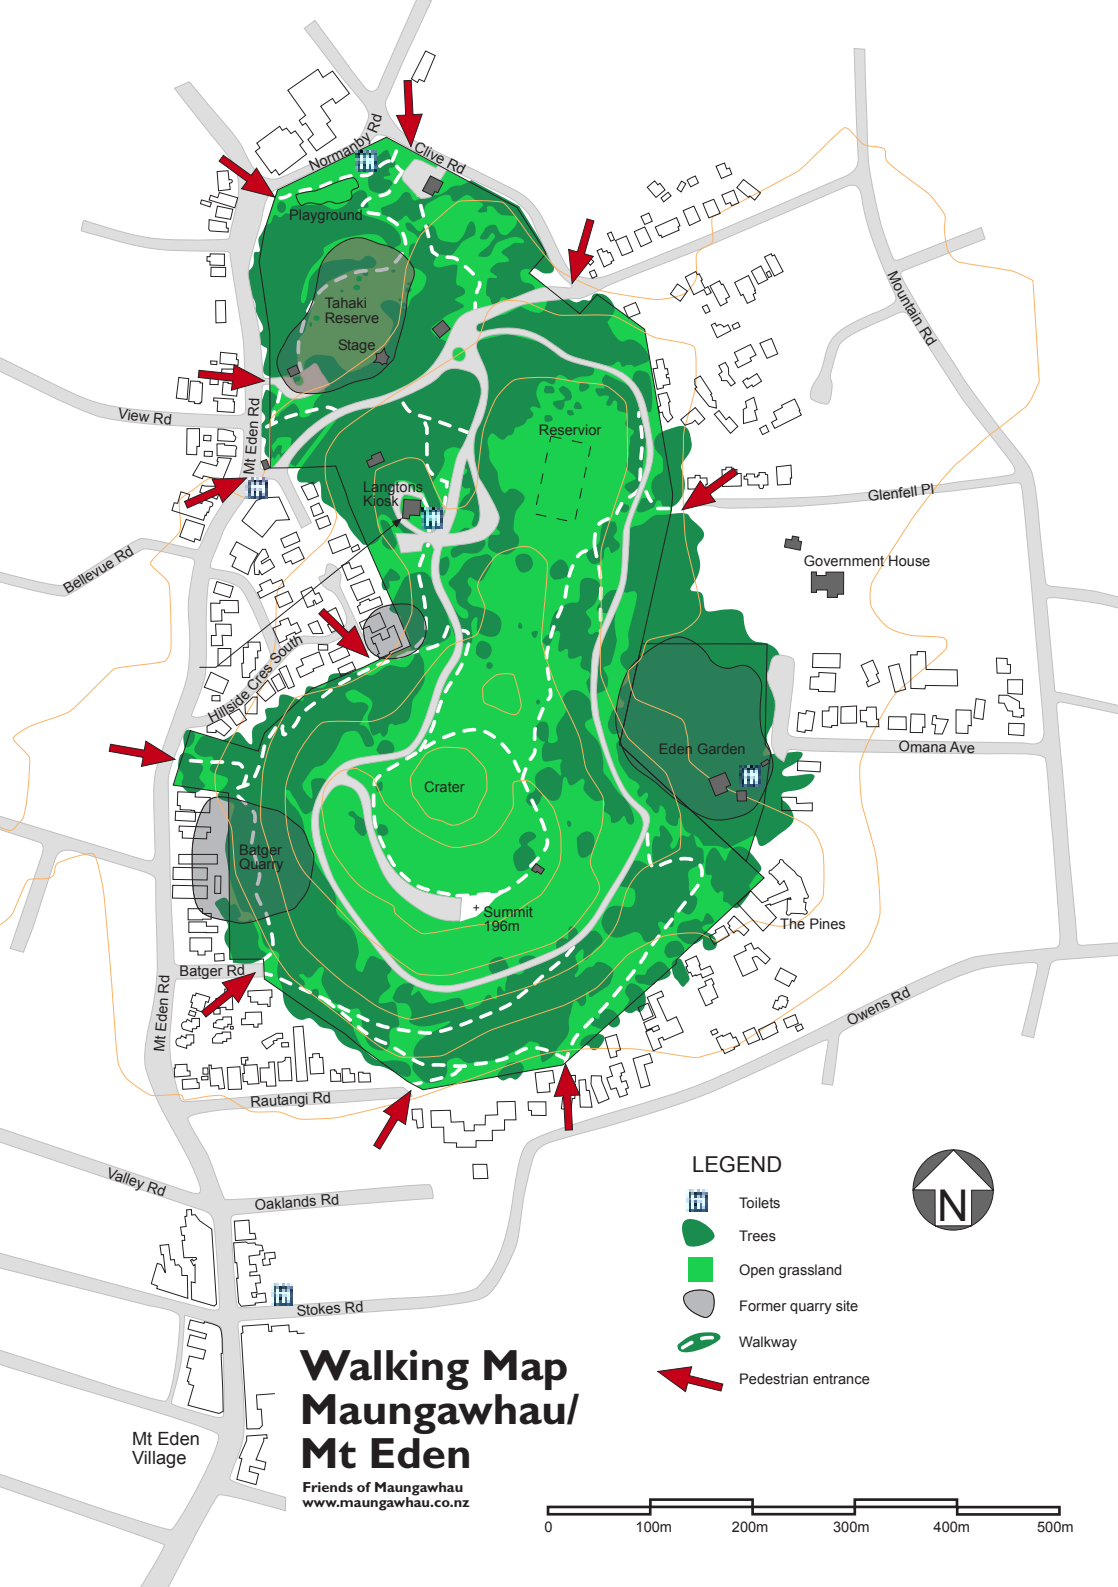 Normanby Rd
Clive Rd
Playground
Tahaki
Reserve
Stage
Mountain Rd
View Rd
Mt Eden Rd
Reservior
Langtons
Kiosk
Glenfell Pl
Bellevue Rd
Government House
Hillside Cres South
Eden Garden
Omana Ave
Crater
Batger
Quarry
+ Summit
196m
The Pines
Batger Rd
Mt Eden Rd
Owens Rd
Rautangi Rd
Valley Rd
Oaklands Rd
Stokes Rd
LEGEND
Toilets
Trees
Open grassland
Former quarry site
Walkway
Pedestrian entrance
N
Walking Map
Maungawhau/
Mt Eden
Friends of Maungawhau
www.maungawhau.co.nz
Mt Eden
Village
0 100m 200m 300m 400m 500m